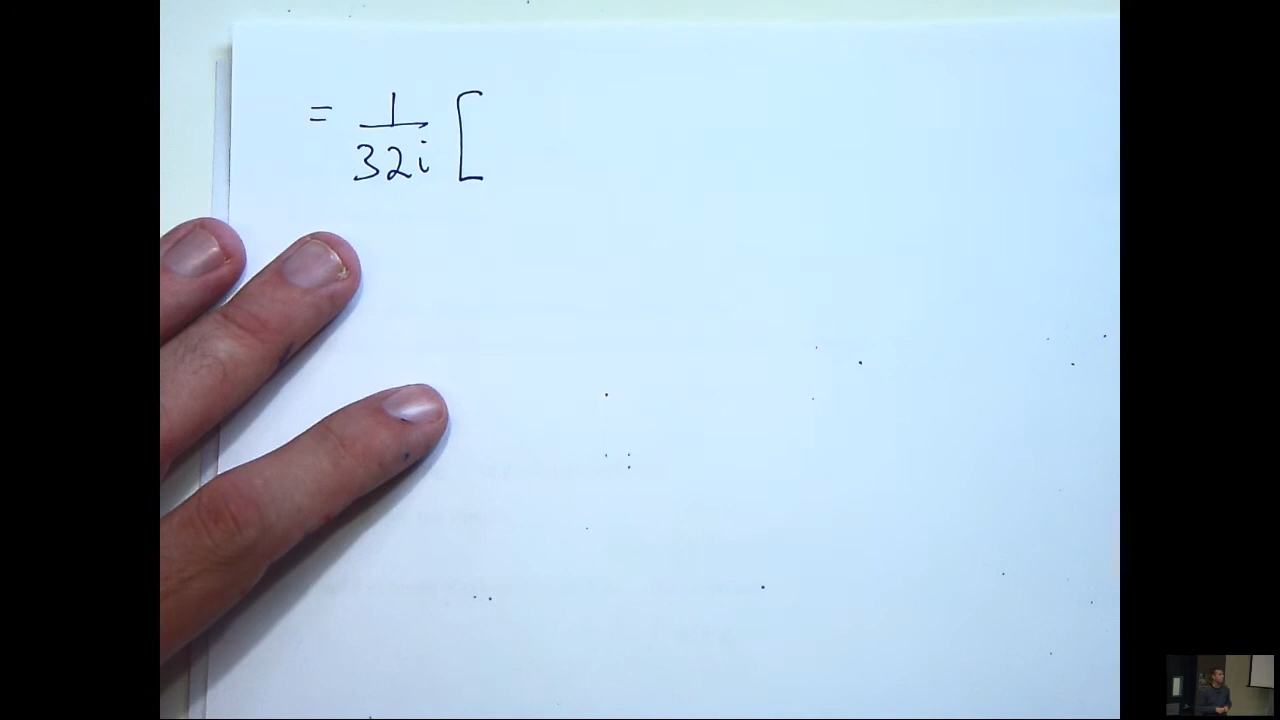 = 1/32i [